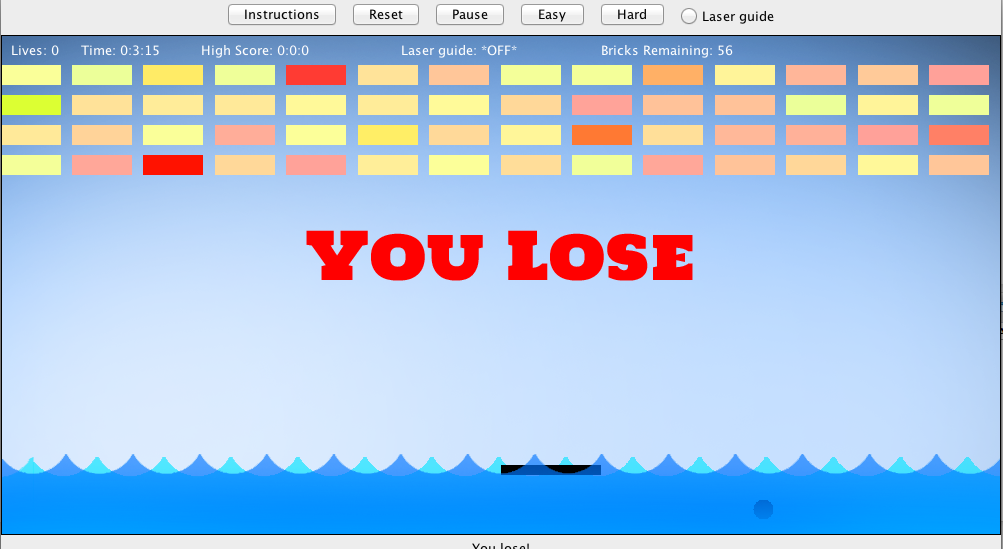 Instructions Reset Pause Easy Hard Laser guide
Lives: 0 Time: 0:3:15 High Score: 0:0:0 Laser guide: *OFF* Bricks Remaining: 56
YOU LOSE
You lose!